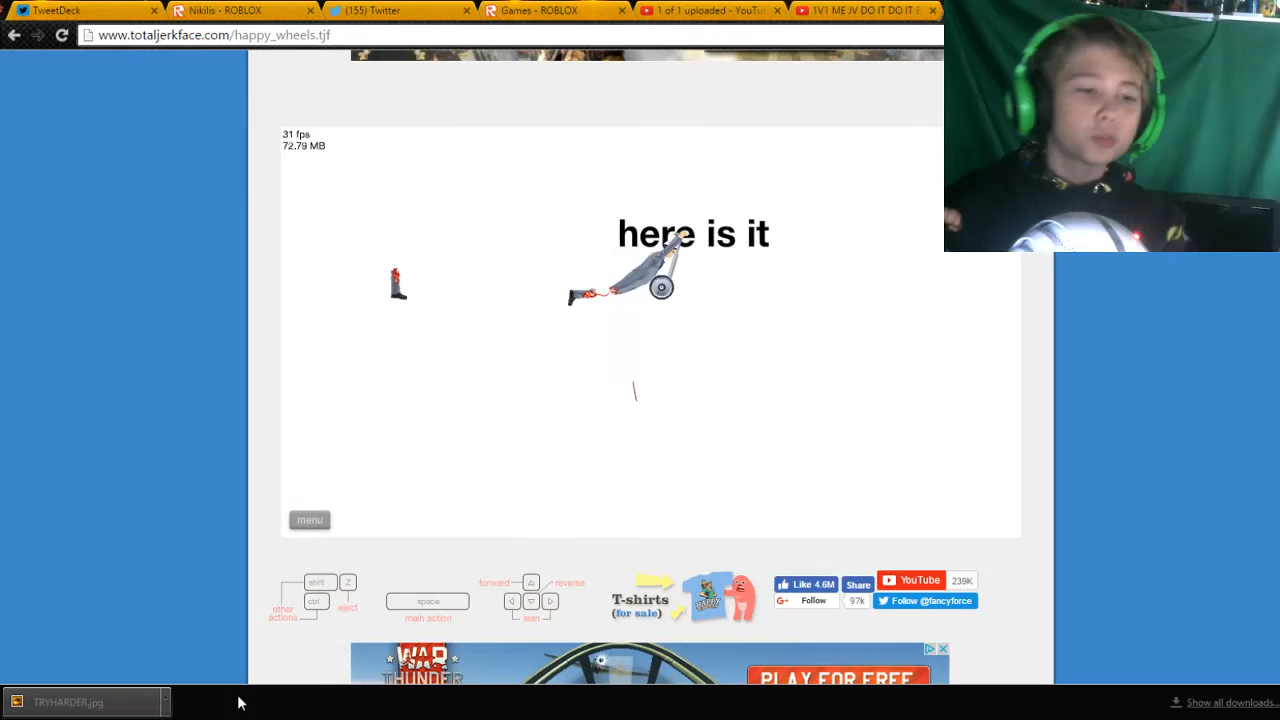 TweetDeck
Nikilis - ROBLOX
(155) Twitter
Games - ROBLOX
1 of 1 uploaded - YouTu
1V1 ME JV DO IT DO IT
www.totaljerkface.com/happy_wheels.tjf
31 fps
72.79 MB
here is it
menu
shift
Z
ctrl
eject
other
actions
space
main action
forward
reverse
lean
T-shirts
(for sale)
Like 4.6M
Share
YouTube
239K
G+ Follow
97k
Follow @fancyforce
WAR
THUNDER
PLAY FOR FREE
TRYHARDER.jpg
Show all downloads...